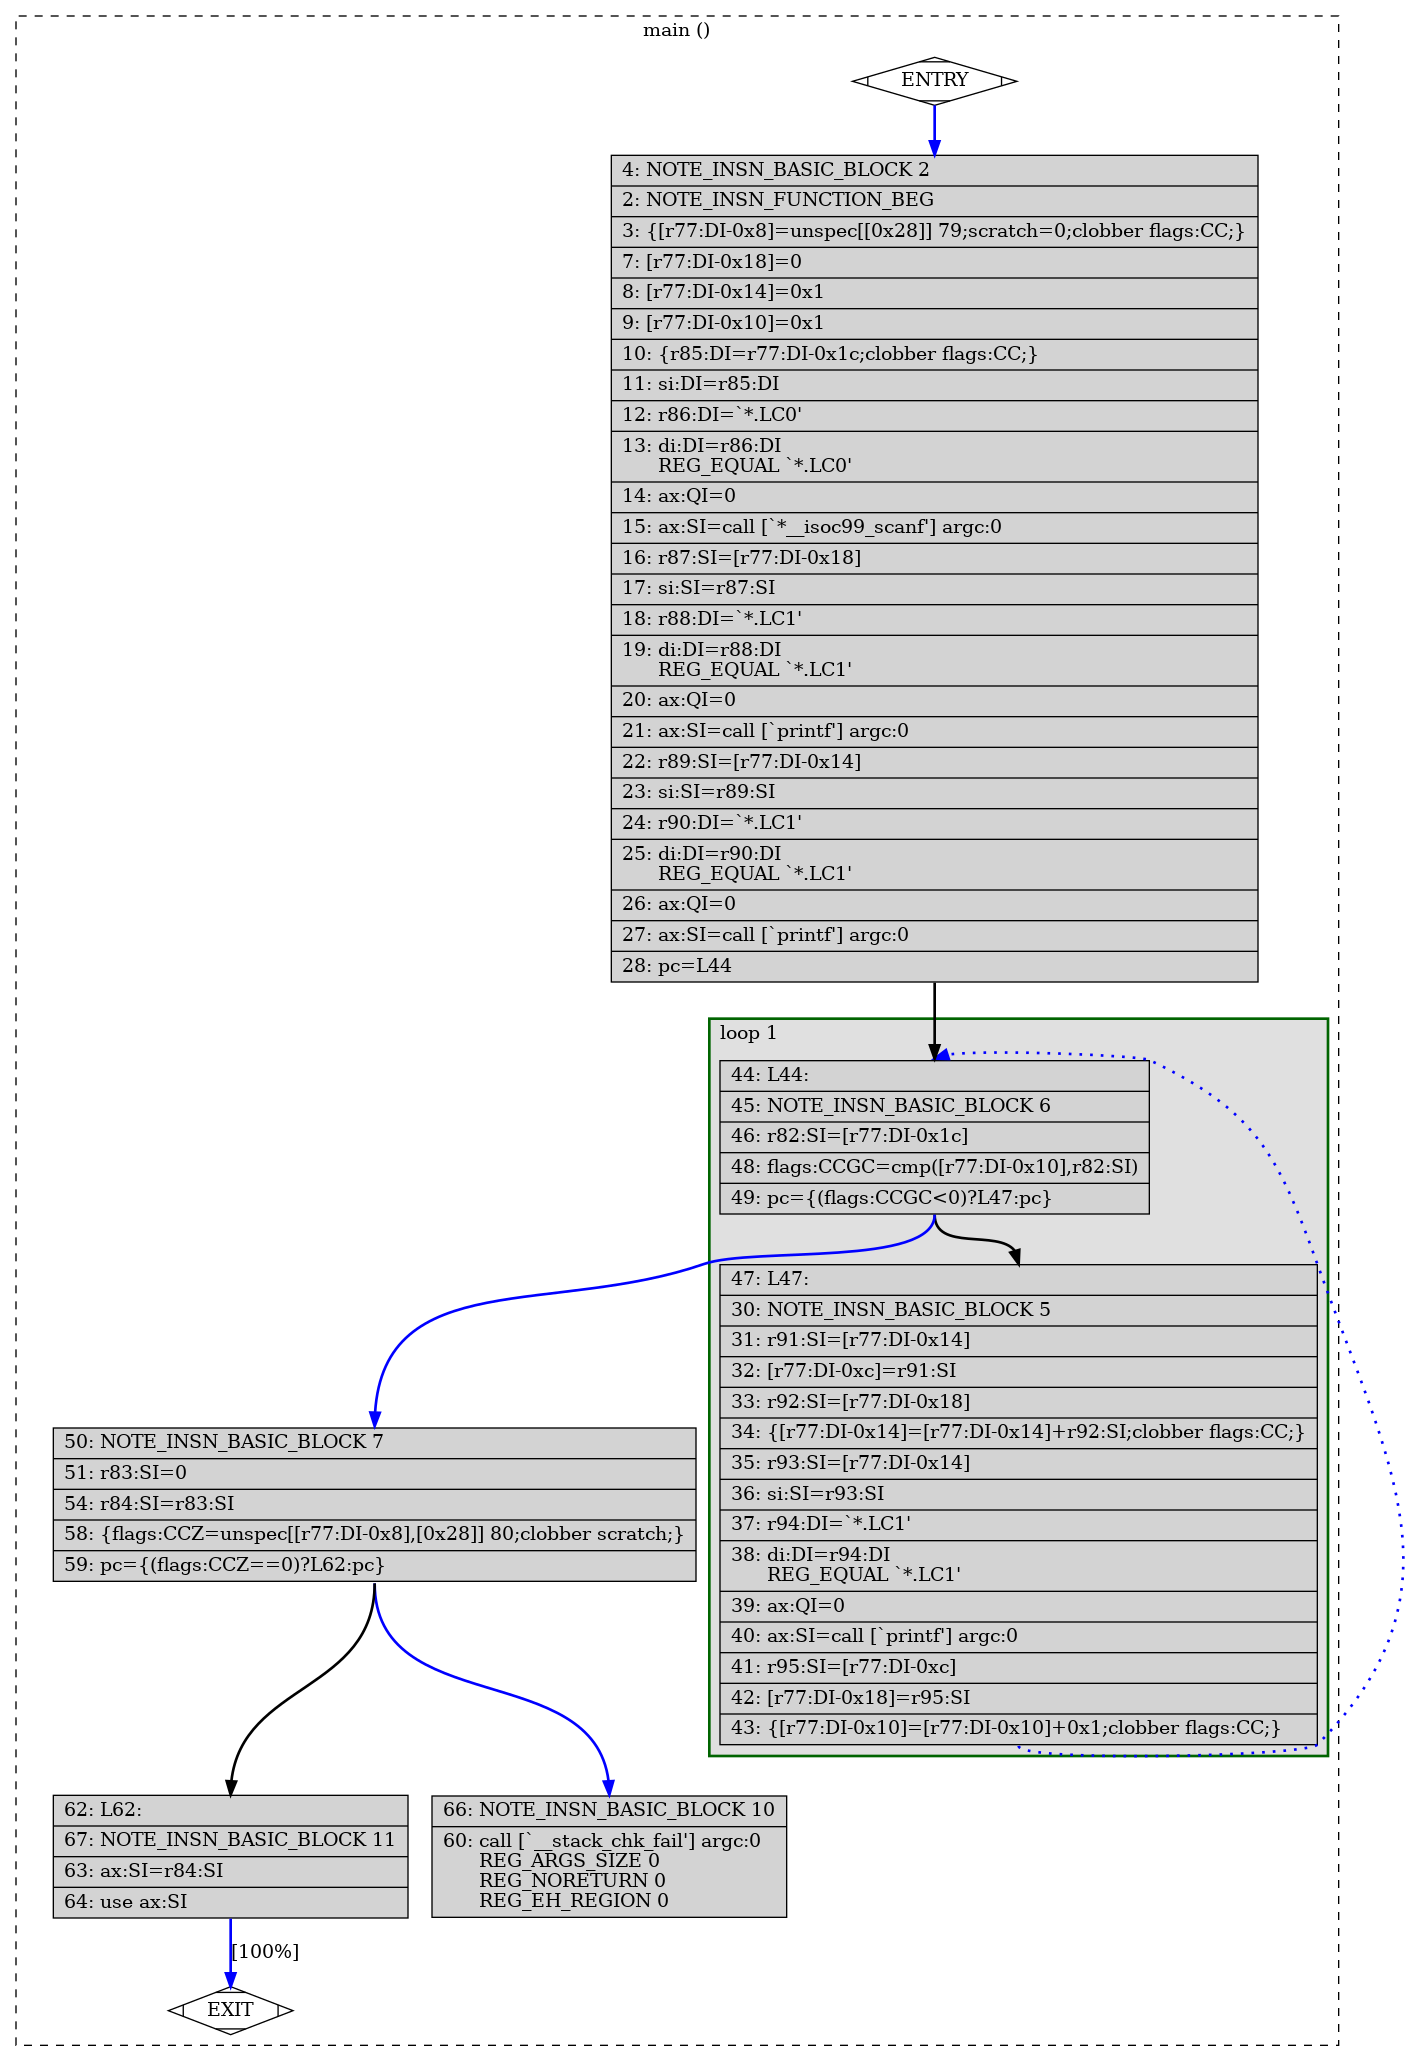 main ()
ENTRY
4: NOTE_INSN_BASIC_BLOCK 2
2: NOTE_INSN_FUNCTION_BEG
3: {[r77:DI-0x8]=unspec[[0x28]] 79;scratch=0;clobber flags:CC;}
7: [r77:DI-0x18]=0
8: [r77:DI-0x14]=0x1
9: [r77:DI-0x10]=0x1
10: {r85:DI=r77:DI-0x1c;clobber flags:CC;}
11: si:DI=r85:DI
12: r86:DI=`*.LC0'
13: di:DI=r86:DI
REG_EQUAL `*.LC0'
14: ax:QI=0
15: ax:SI=call [`*__isoc99_scanf'] argc:0
16: r87:SI=[r77:DI-0x18]
17: si:SI=r87:SI
18: r88:DI=`*.LC1'
19: di:DI=r88:DI
REG_EQUAL `*.LC1'
20: ax:QI=0
21: ax:SI=call [`printf'] argc:0
22: r89:SI=[r77:DI-0x14]
23: si:SI=r89:SI
24: r90:DI=`*.LC1'
25: di:DI=r90:DI
REG_EQUAL `*.LC1'
26: ax:QI=0
27: ax:SI=call [`printf'] argc:0
28: pc=L44
loop 1
44: L44:
45: NOTE_INSN_BASIC_BLOCK 6
46: r82:SI=[r77:DI-0x1c]
48: flags:CCGC=cmp([r77:DI-0x10],r82:SI)
49: pc={(flags:CCGC<0)?L47:pc}
47: L47:
30: NOTE_INSN_BASIC_BLOCK 5
31: r91:SI=[r77:DI-0x14]
32: [r77:DI-0xc]=r91:SI
33: r92:SI=[r77:DI-0x18]
34: {[r77:DI-0x14]=[r77:DI-0x14]+r92:SI;clobber flags:CC;}
35: r93:SI=[r77:DI-0x14]
36: si:SI=r93:SI
37: r94:DI=`*.LC1'
38: di:DI=r94:DI
REG_EQUAL `*.LC1'
39: ax:QI=0
40: ax:SI=call [`printf'] argc:0
41: r95:SI=[r77:DI-0xc]
42: [r77:DI-0x18]=r95:SI
43: {[r77:DI-0x10]=[r77:DI-0x10]+0x1;clobber flags:CC;}
50: NOTE_INSN_BASIC_BLOCK 7
51: r83:SI=0
54: r84:SI=r83:SI
58: {flags:CCZ=unspec[[r77:DI-0x8],[0x28]] 80;clobber scratch;}
59: pc={(flags:CCZ==0)?L62:pc}
62: L62:
67: NOTE_INSN_BASIC_BLOCK 11
63: ax:SI=r84:SI
64: use ax:SI
66: NOTE_INSN_BASIC_BLOCK 10
60: call [`__stack_chk_fail'] argc:0
REG_ARGS_SIZE 0
REG_NORETURN 0
REG_EH_REGION 0
[100%]
EXIT